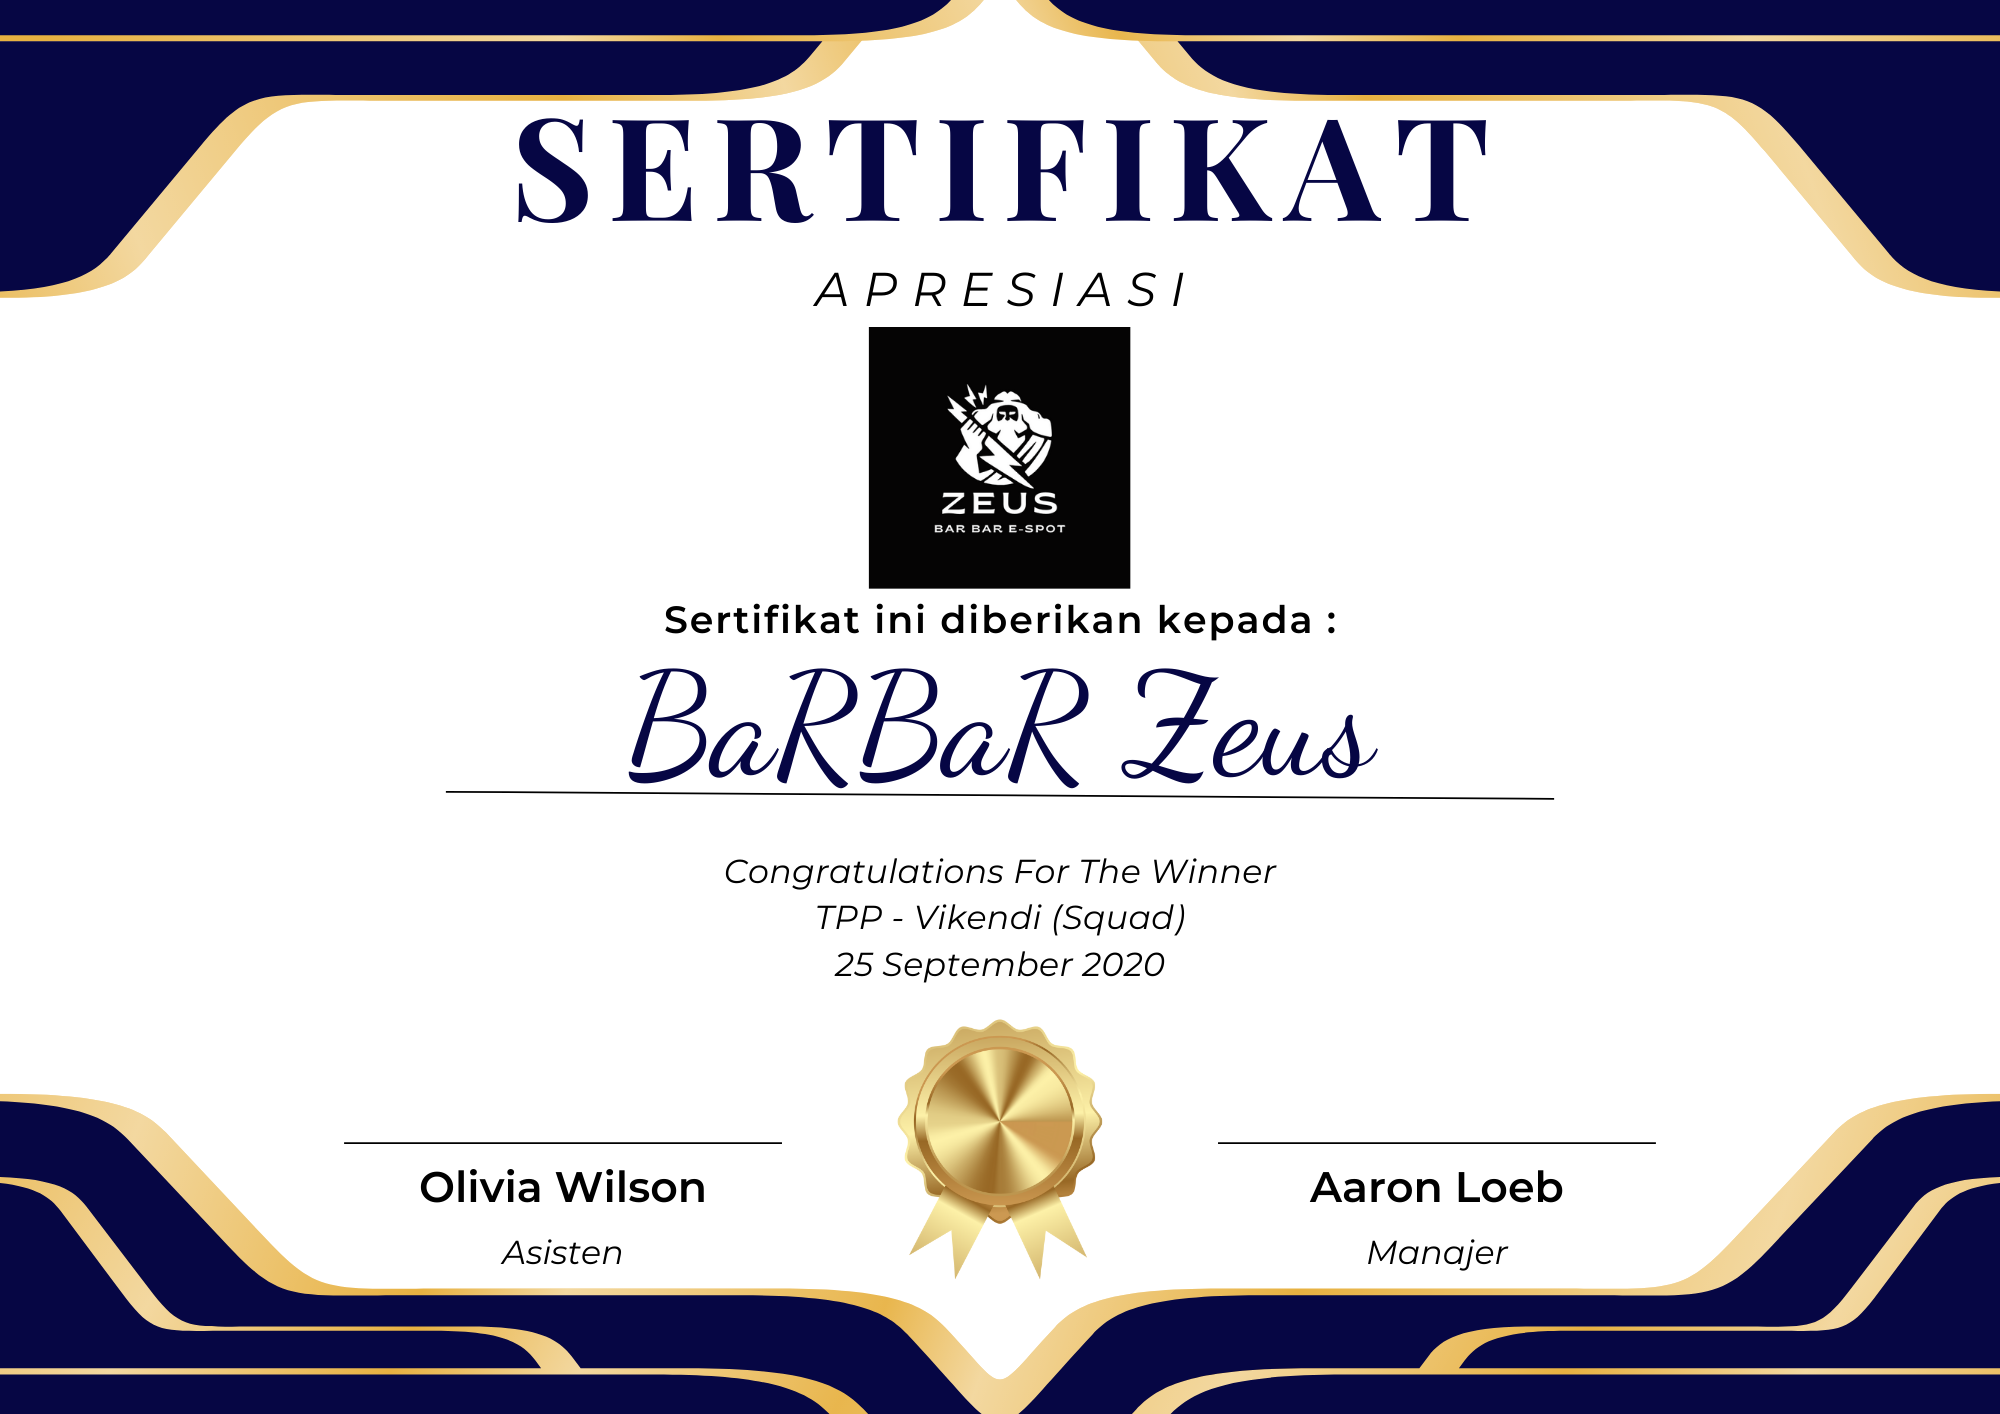 SERTIFIKAT
APRESIASI
ZEUS
BAR BAR E-SPOT
Sertifikat ini diberikan kepada :
BaRBaR Zeus
Congratulations For The Winner
TPP - Vikendi (Squad)
25 September 2020
Olivia Wilson
Asisten
Aaron Loeb
Manajer